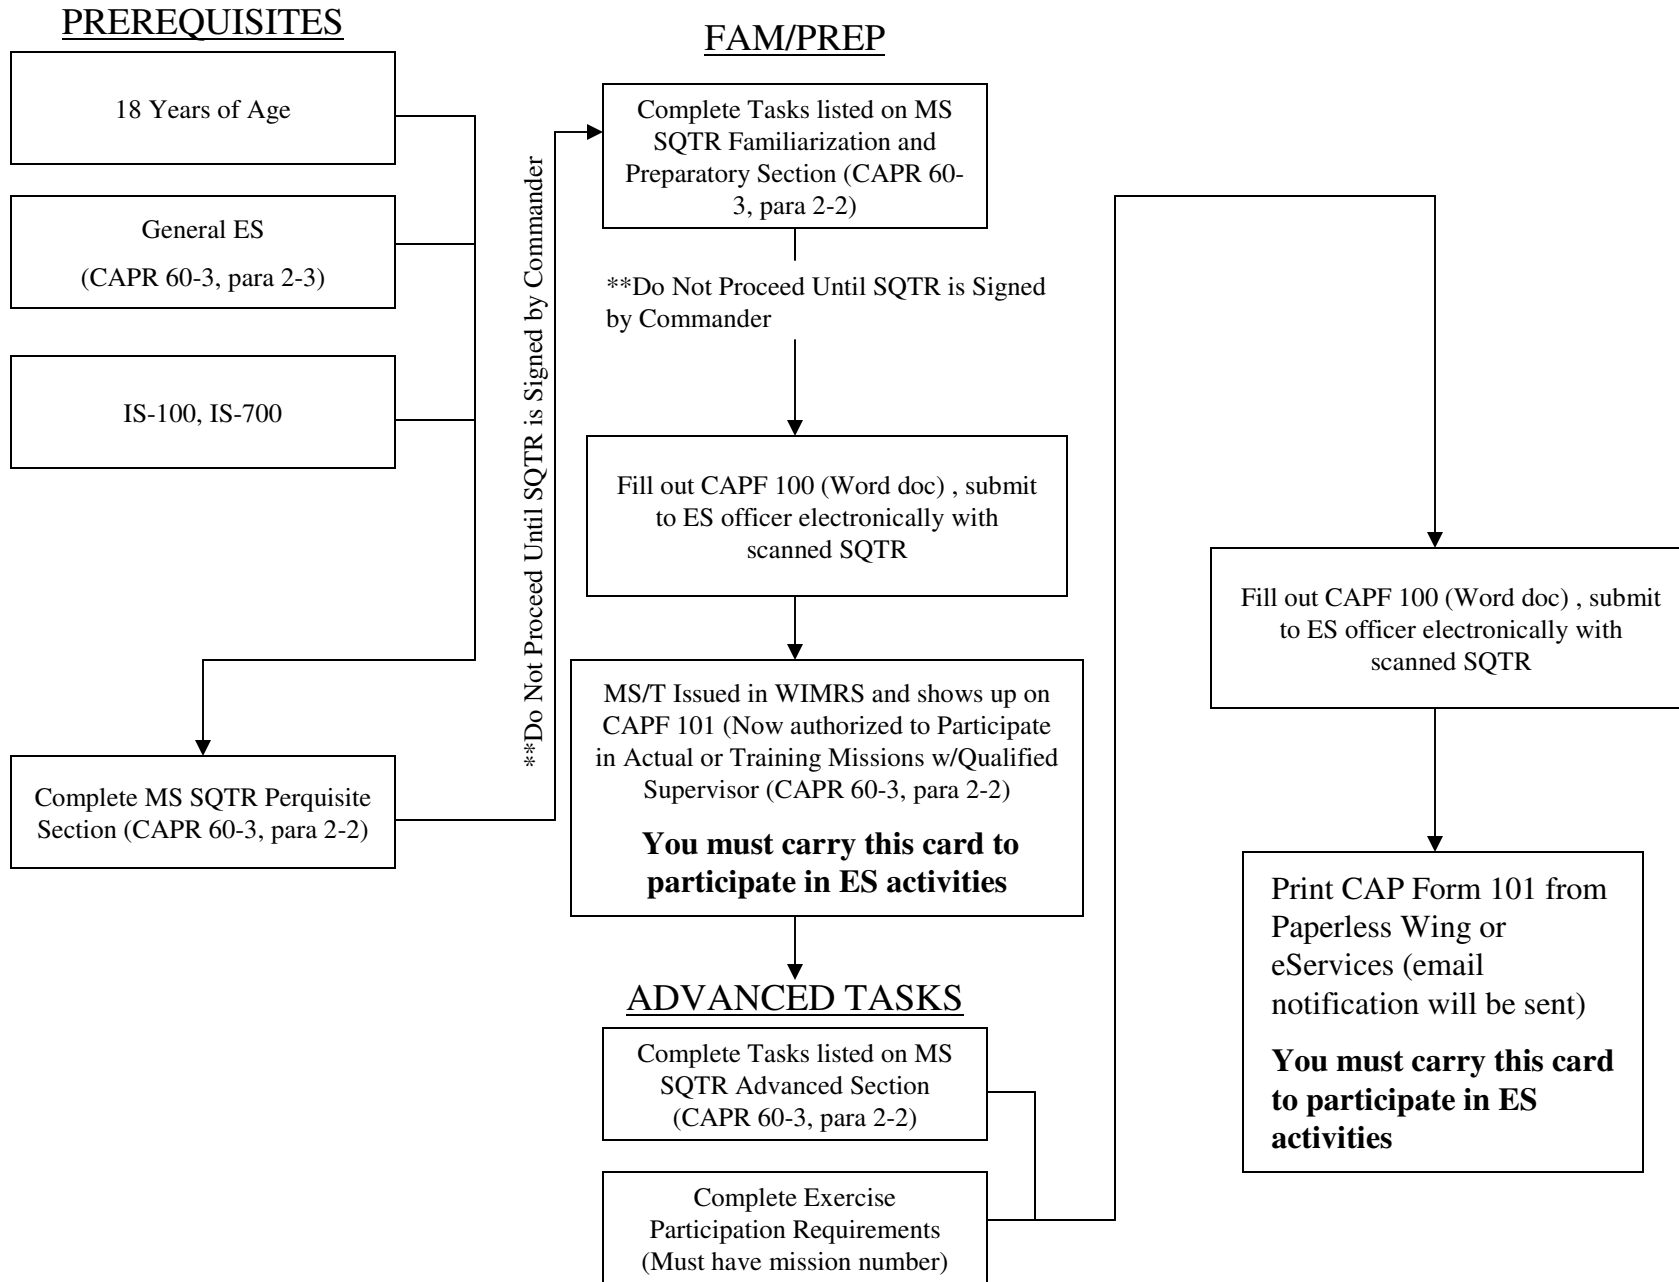 PREREQUISITES
18 Years of Age
General ES
(CAPR 60-3, para 2-3)
IS-100, IS-700
Complete MS SQTR Perquisite
Section (CAPR 60-3, para 2-2)
**Do Not Proceed Until SQTR is Signed by Commander
FAM/PREP
Complete Tasks listed on MS
SQTR Familiarization and
Preparatory Section (CAPR 60-
3, para 2-2)
**Do Not Proceed Until SQTR is Signed
by Commander
Fill out CAPF 100 (Word doc) , submit
to ES officer electronically with
scanned SQTR
MS/T Issued in WIMRS and shows up on
CAPF 101 (Now authorized to Participate
in Actual or Training Missions w/Qualified
Supervisor (CAPR 60-3, para 2-2)
You must carry this card to
participate in ES activities
ADVANCED TASKS
Complete Tasks listed on MS
SQTR Advanced Section
(CAPR 60-3, para 2-2)
Complete Exercise
Participation Requirements
(Must have mission number)
Fill out CAPF 100 (Word doc) , submit
to ES officer electronically with
scanned SQTR
Print CAP Form 101 from
Paperless Wing or
eServices (email
notification will be sent)
You must carry this card
to participate in ES
activities